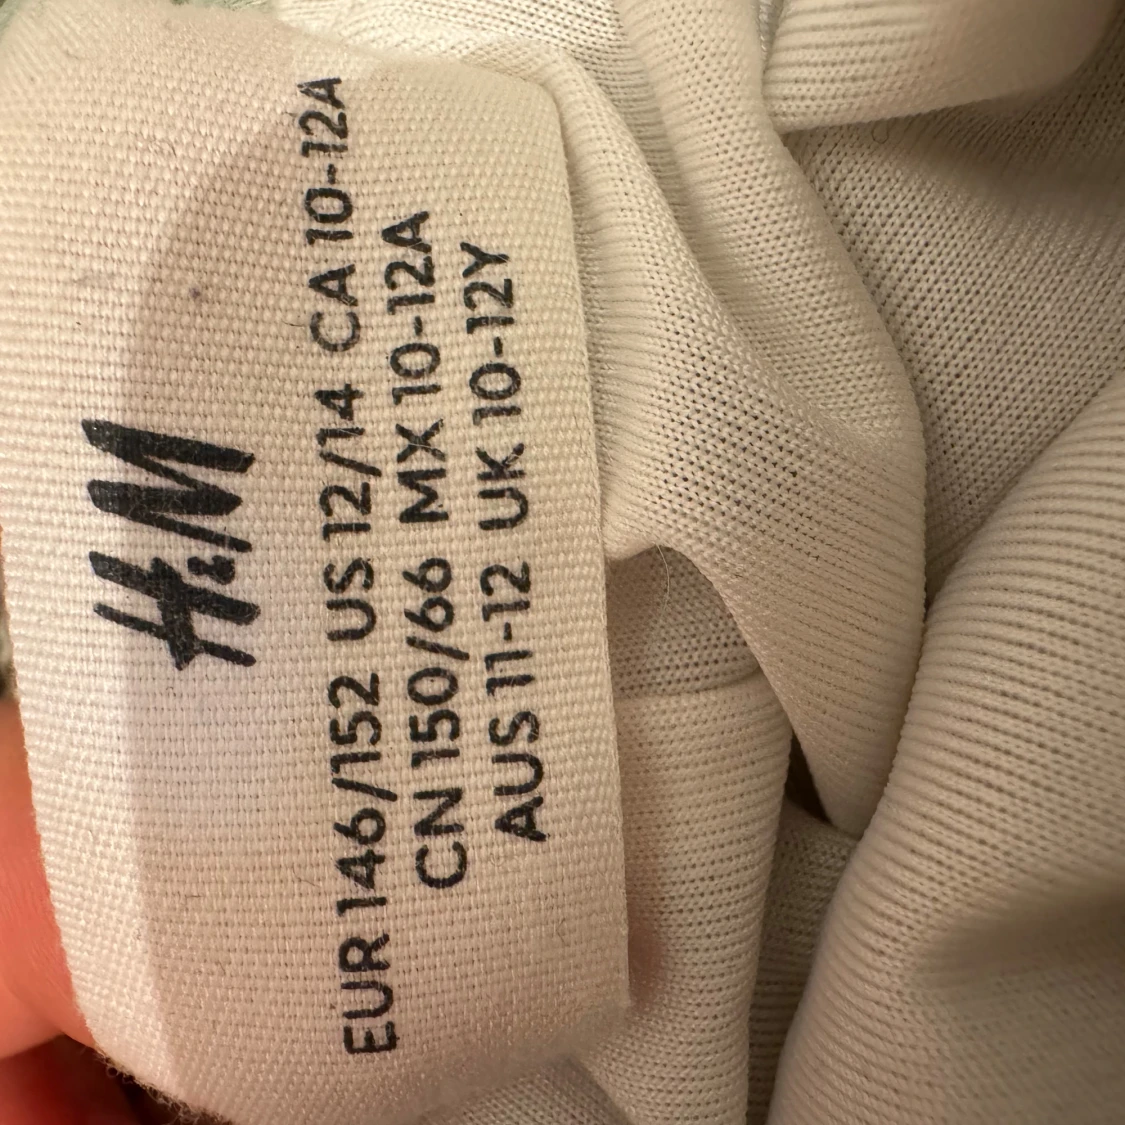 H&M
EUR 146/152 US 12/14 CA 10-12A
CN 150/66 MX 10-12A
AUS 11-12 UK 10-12Y